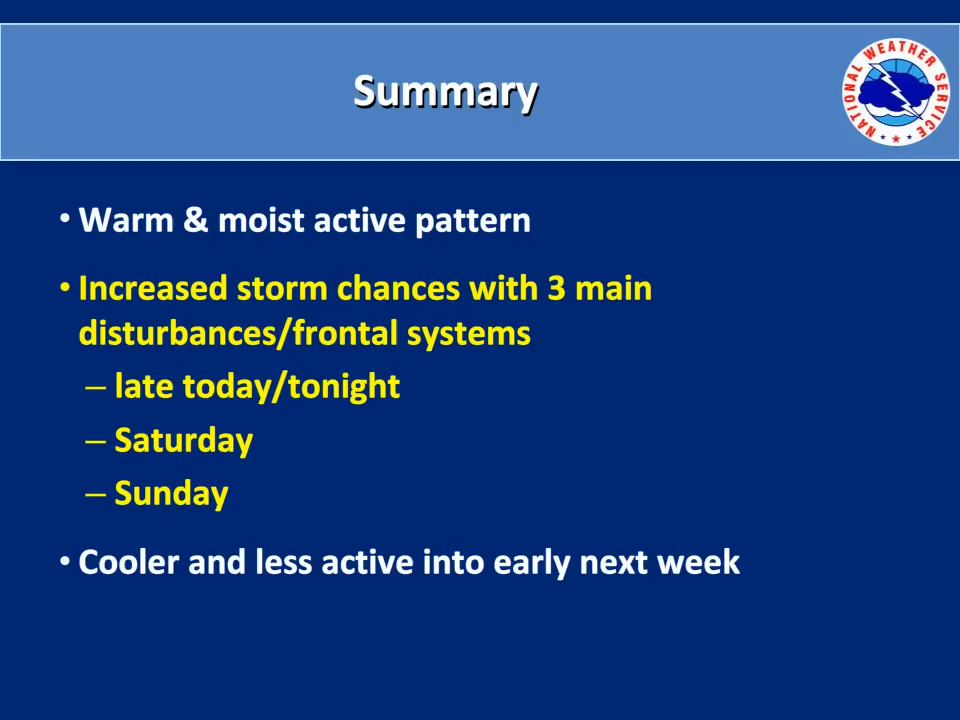 Summary
NATIONAL WEATHER SERVICE
• Warm & moist active pattern
• Increased storm chances with 3 main
disturbances/frontal systems
– late today/tonight
– Saturday
– Sunday
• Cooler and less active into early next week